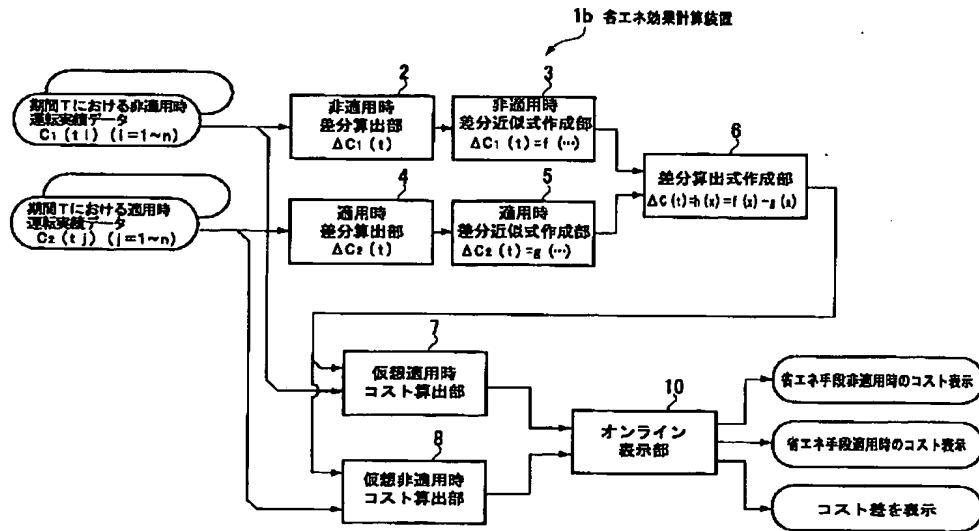 1b 省エネ効果計算装置
期間Tにおける非適用時
運転実績データ
C₁(ti) (i=1~n)
2
非適用時
差分算出部
ΔC₁(t)
3
非適用時
差分近似式作成部
ΔC₁(t)=f(…)
6
差分算出式作成部
ΔC(t)=h(x)=f(x)-g(x)
期間Tにおける適用時
運転実績データ
C₂(tj) (j=1~n)
4
適用時
差分算出部
ΔC₂(t)
5
適用時
差分近似式作成部
ΔC₂(t)=g(…)
7
仮想適用時
コスト算出部
8
仮想非適用時
コスト算出部
10
オンライン
表示部
省エネ手段非適用時のコスト表示
省エネ手段適用時のコスト表示
コスト差を表示